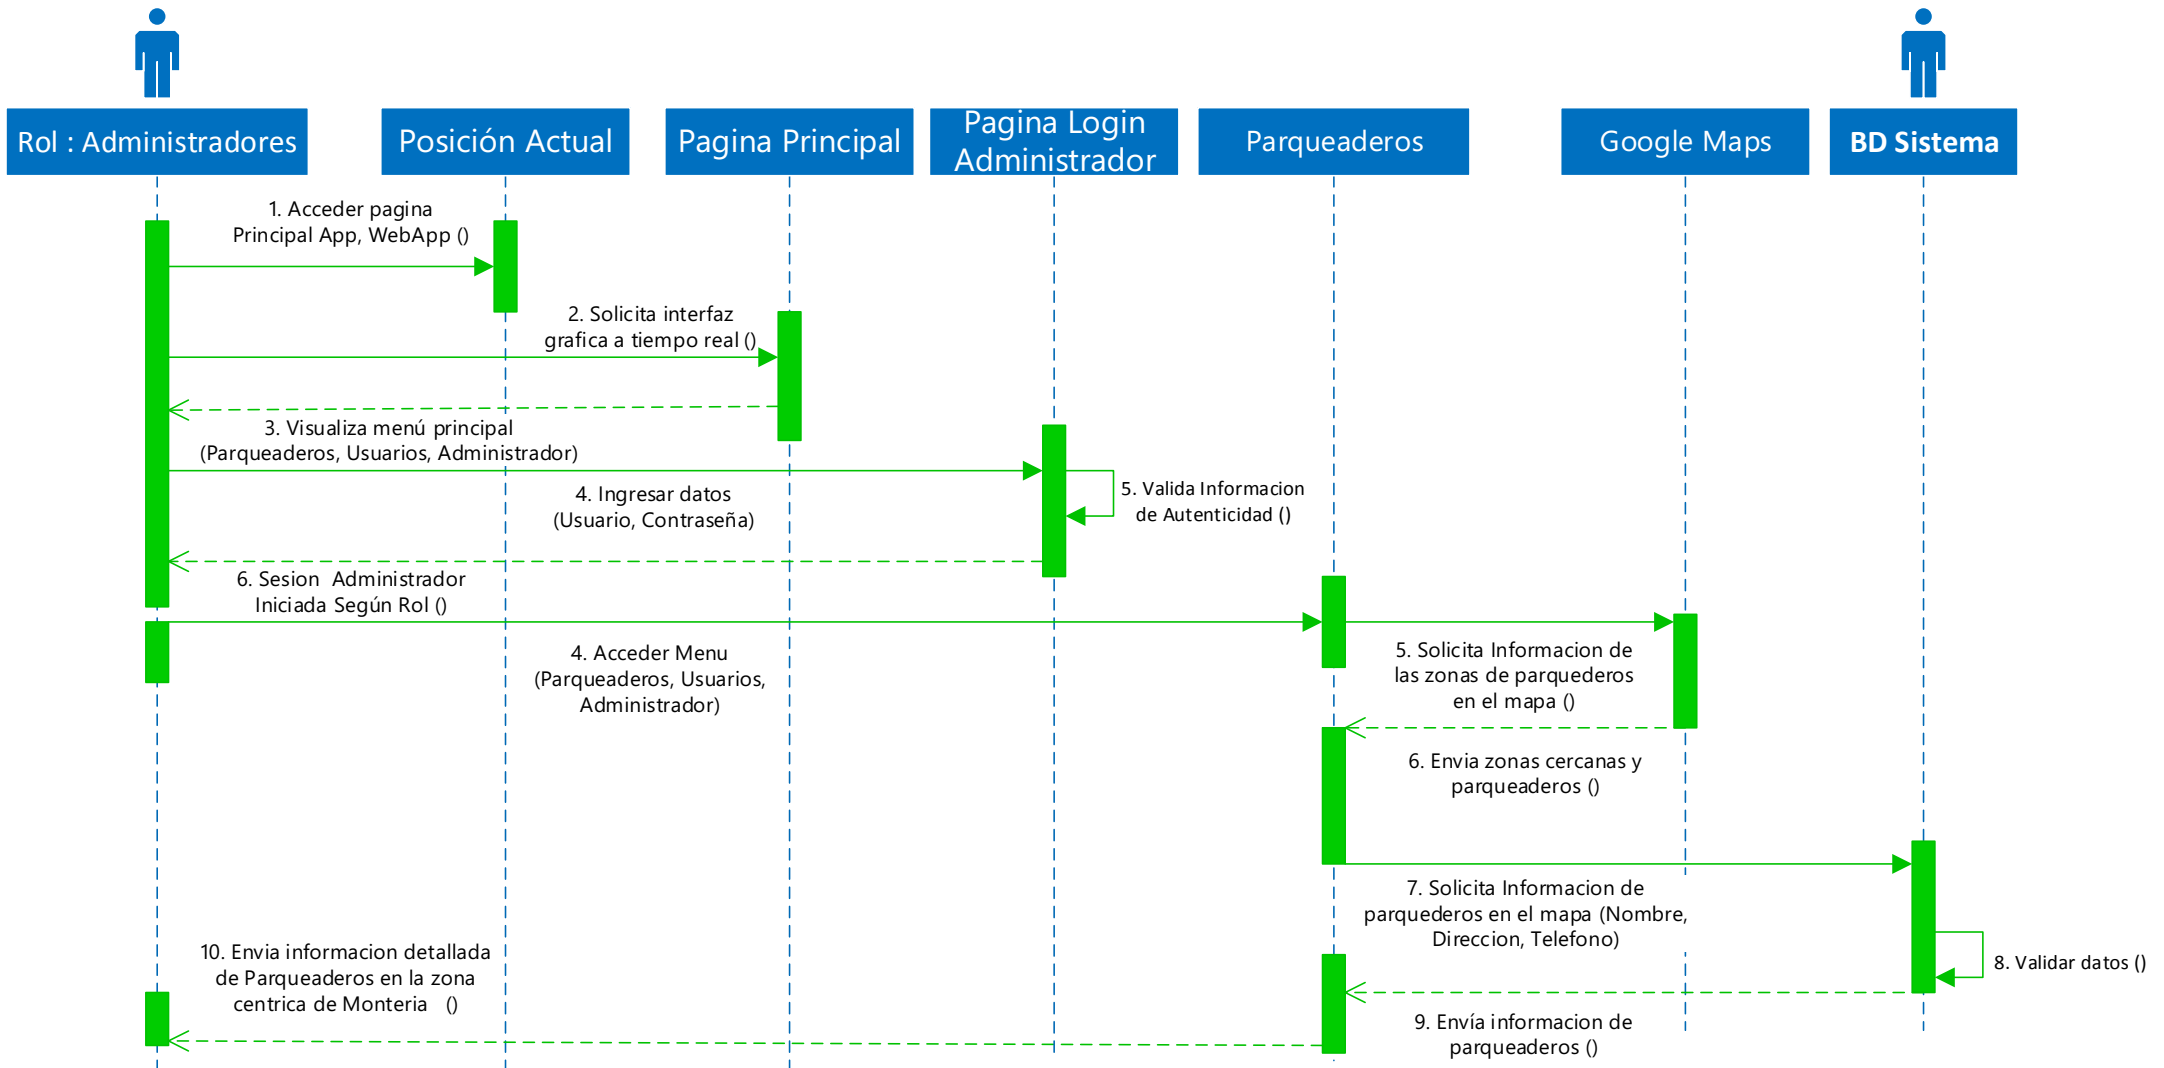 Rol : Administradores
Posición Actual
Pagina Principal
Pagina Login
Administrador
Parqueaderos
Google Maps
BD Sistema
1. Acceder pagina
Principal App, WebApp ()
2. Solicita interfaz
grafica a tiempo real ()
3. Visualiza menú principal
(Parqueaderos, Usuarios, Administrador)
4. Ingresar datos
(Usuario, Contraseña)
5. Valida Informacion
de Autenticidad ()
6. Sesion  Administrador
Iniciada Según Rol ()
4. Acceder Menu
(Parqueaderos, Usuarios,
Administrador)
5. Solicita Informacion de
las zonas de parquederos
en el mapa ()
6. Envia zonas cercanas y
parqueaderos ()
7. Solicita Informacion de
parquederos en el mapa (Nombre,
Direccion, Telefono)
8. Validar datos ()
9. Envía informacion de
parqueaderos ()
10. Envia informacion detallada
de Parqueaderos en la zona
centrica de Monteria   ()